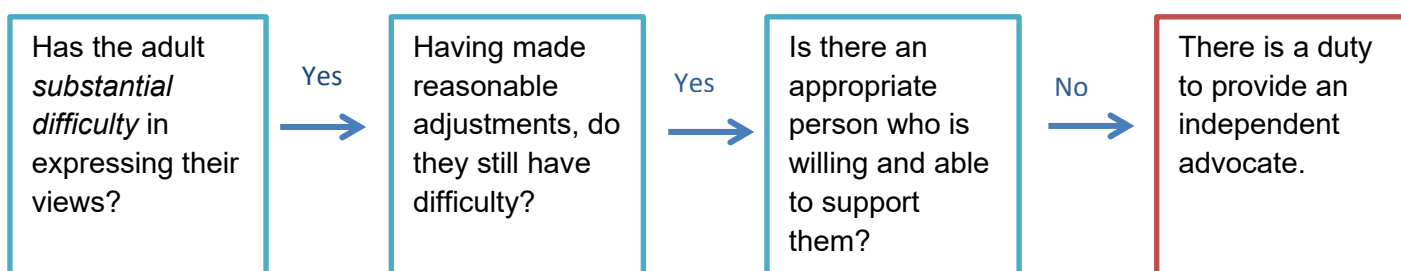 Has the adult
substantial
difficulty in
expressing their
views?
Yes
Having made
reasonable
adjustments, do
they still have
difficulty?
Yes
Is there an
appropriate
person who is
willing and able
to support
them?
No
There is a duty
to provide an
independent
advocate.